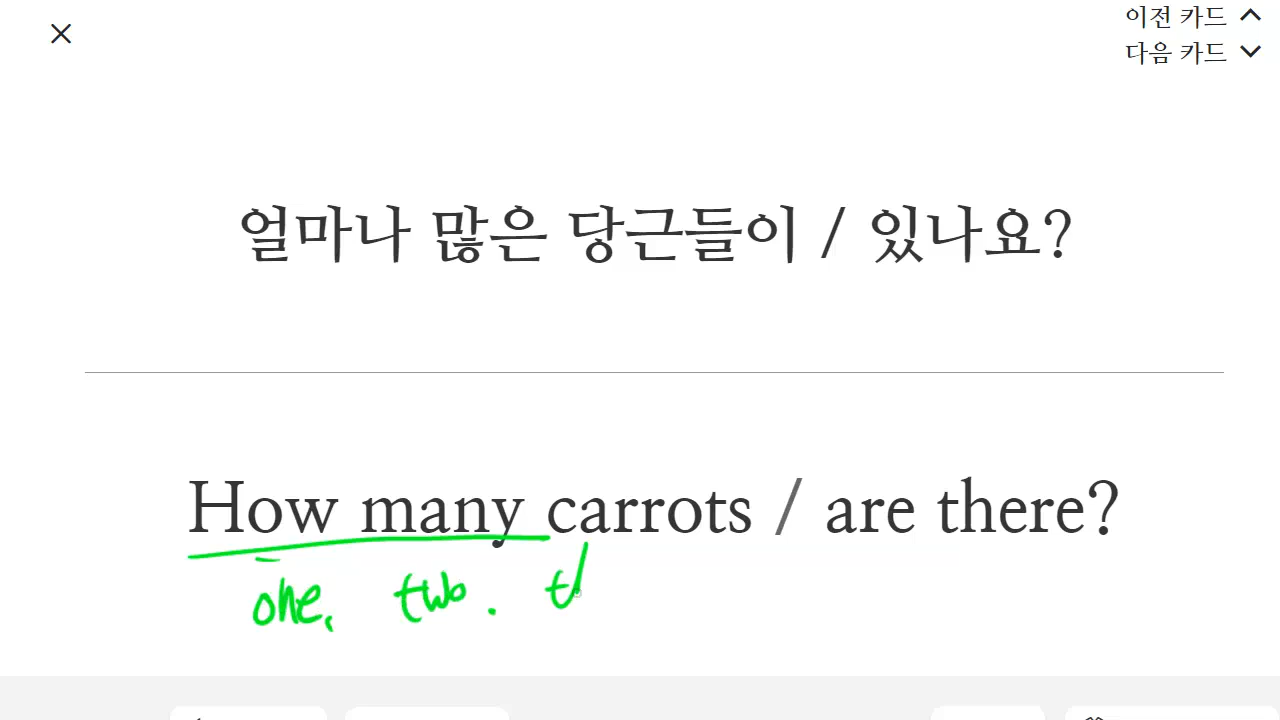 이전 카드
다음 카드
얼마나 많은 당근들이 / 있나요?
How many carrots / are there?
one, two. t